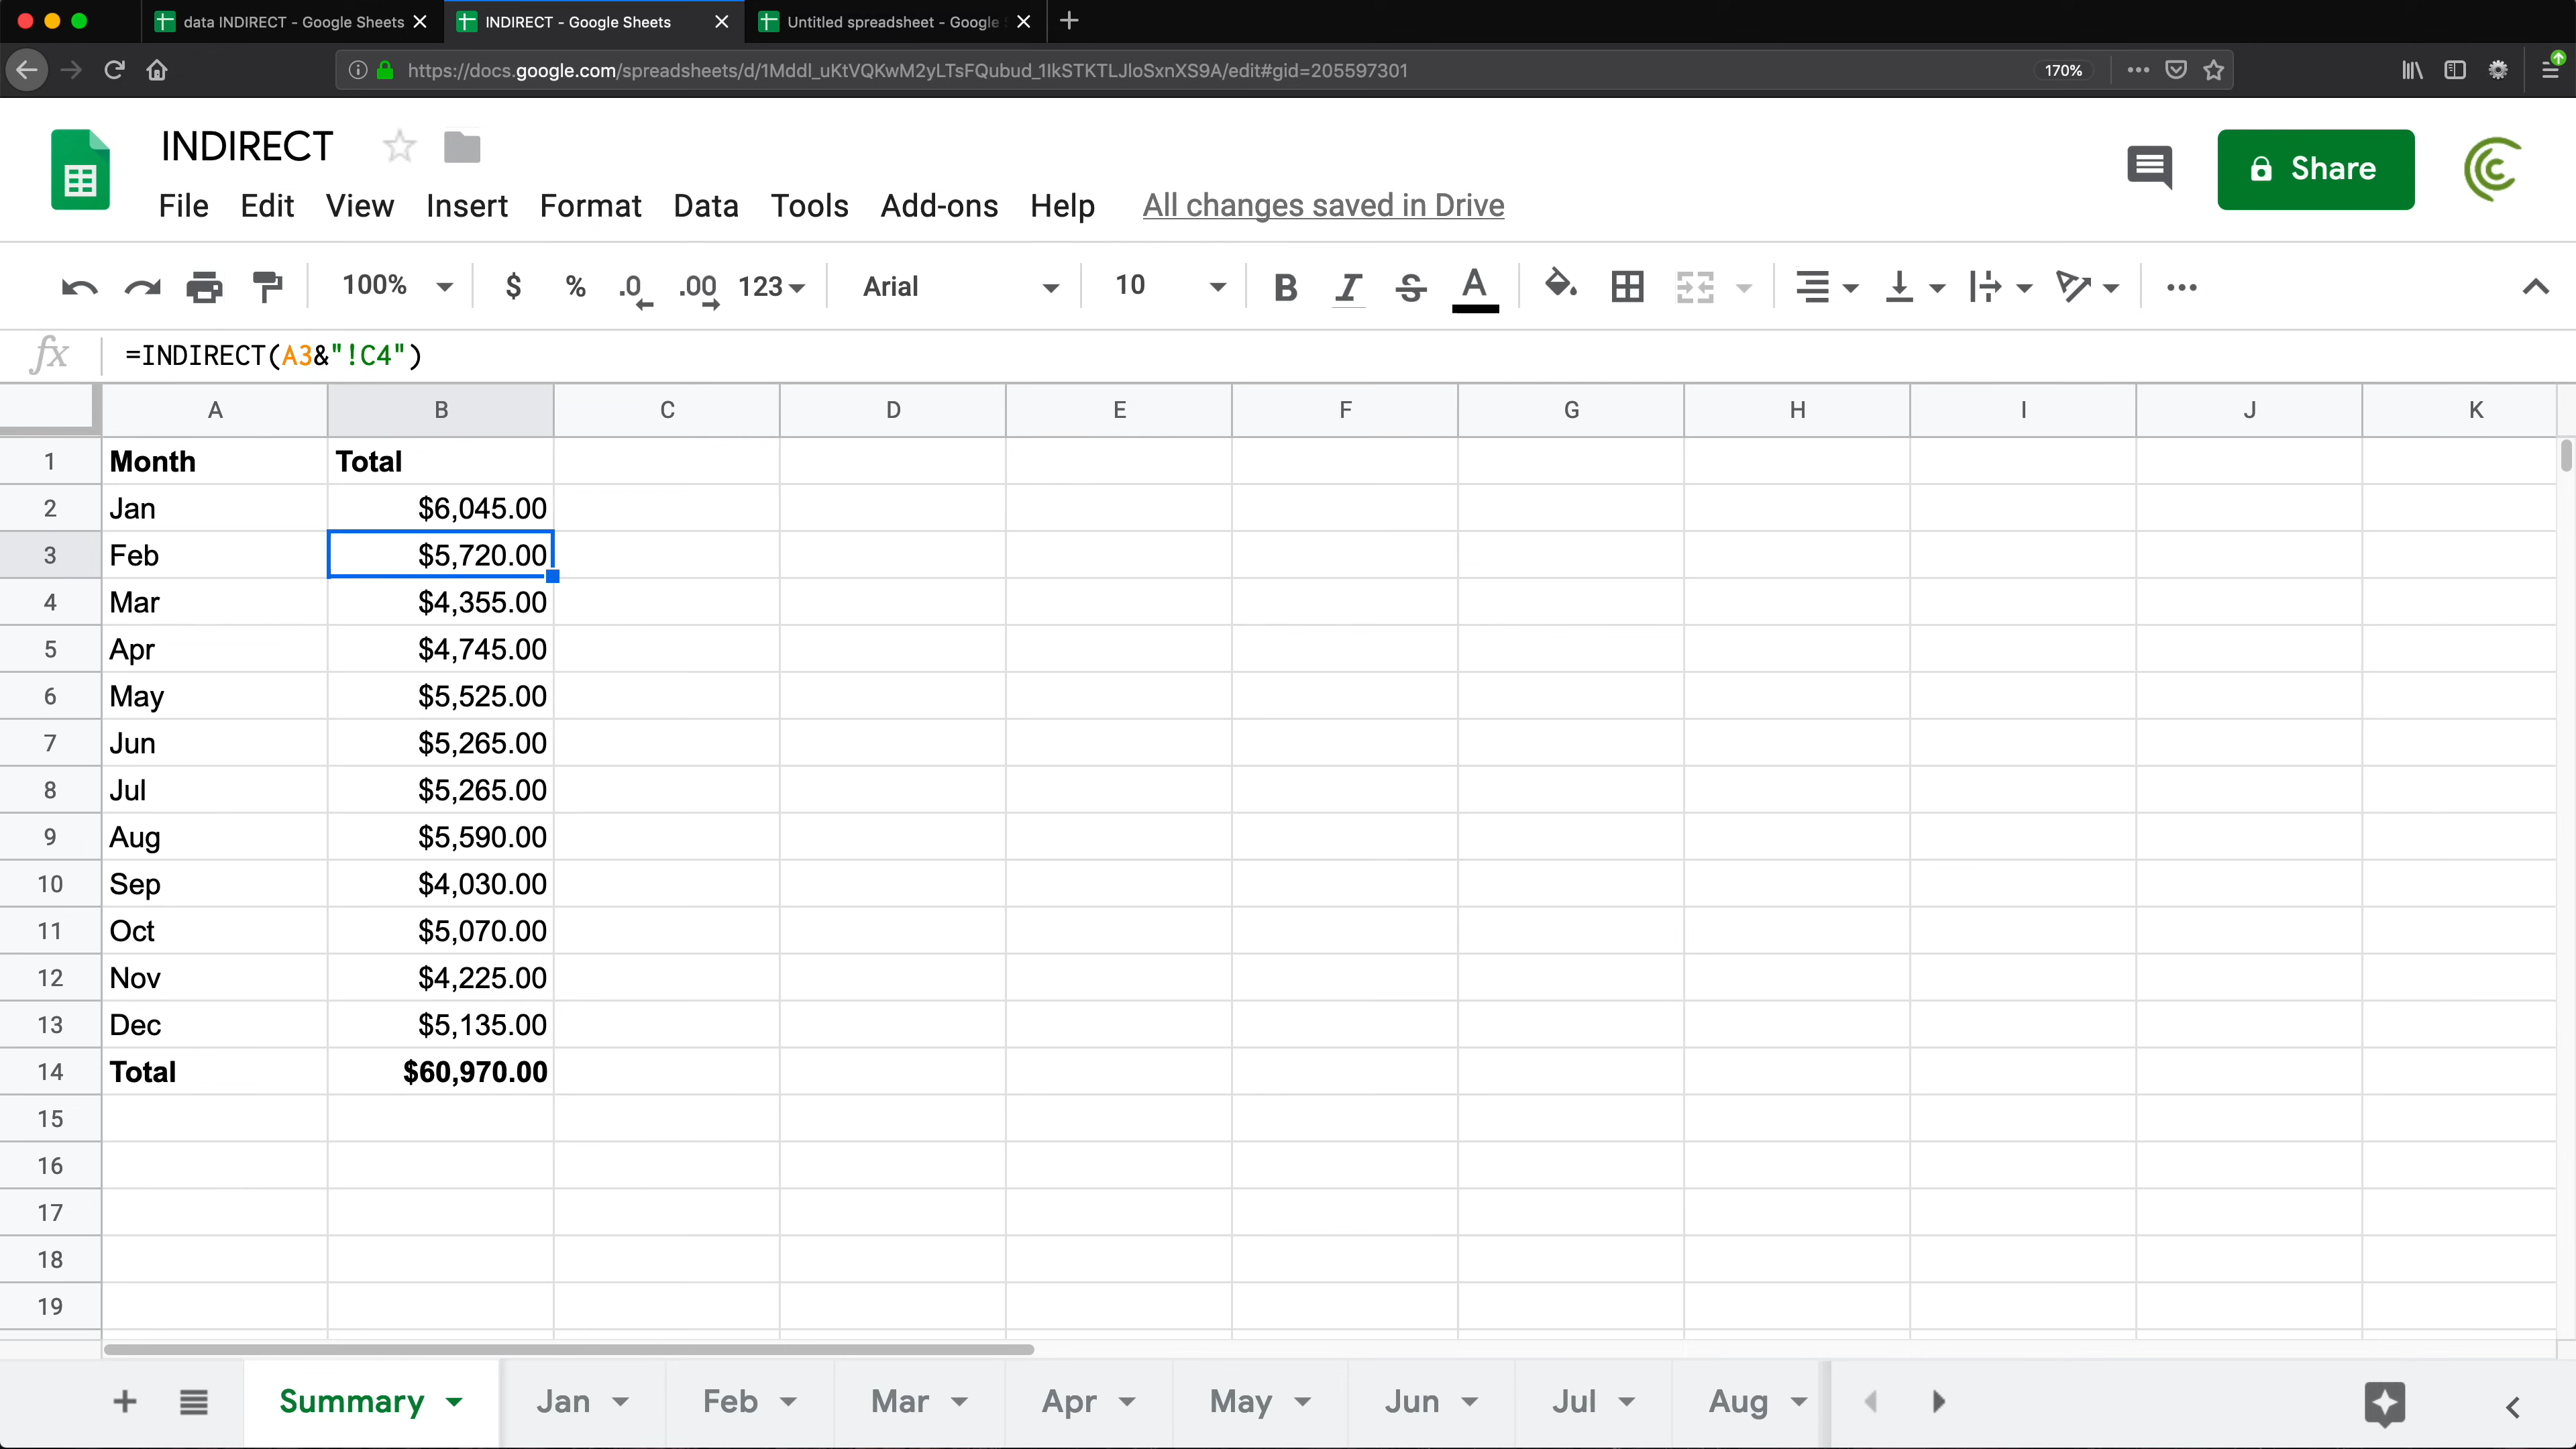 data INDIRECT - Google Sheets
INDIRECT - Google Sheets
Untitled spreadsheet - Google
https://docs.google.com/spreadsheets/d/1Mddl_uKtVQKwM2yLTsFQubud_1IkSTKTLJloSxnXS9A/edit#gid=205597301
170%
INDIRECT
File Edit View Insert Format Data Tools Add-ons Help All changes saved in Drive
Share
100% $ % .0 .00 123 Arial 10 B I S A
fx =INDIRECT(A3&"!C4")
A B C D E F G H I J K
1 Month Total
2 Jan $6,045.00
3 Feb $5,720.00
4 Mar $4,355.00
5 Apr $4,745.00
6 May $5,525.00
7 Jun $5,265.00
8 Jul $5,265.00
9 Aug $5,590.00
10 Sep $4,030.00
11 Oct $5,070.00
12 Nov $4,225.00
13 Dec $5,135.00
14 Total $60,970.00
15
16
17
18
19
Summary Jan Feb Mar Apr May Jun Jul Aug